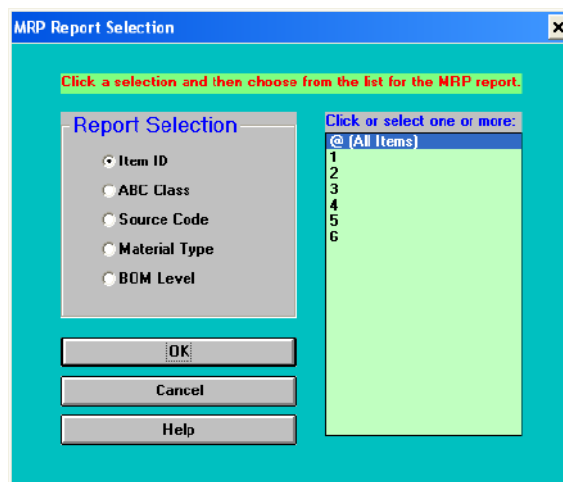 MRP Report Selection
Click a selection and then choose from the list for the MRP report.
Report Selection
Item ID
ABC Class
Source Code
Material Type
BOM Level
OK
Cancel
Help
Click or select one or more:
@ (All Items)
1
2
3
4
5
6